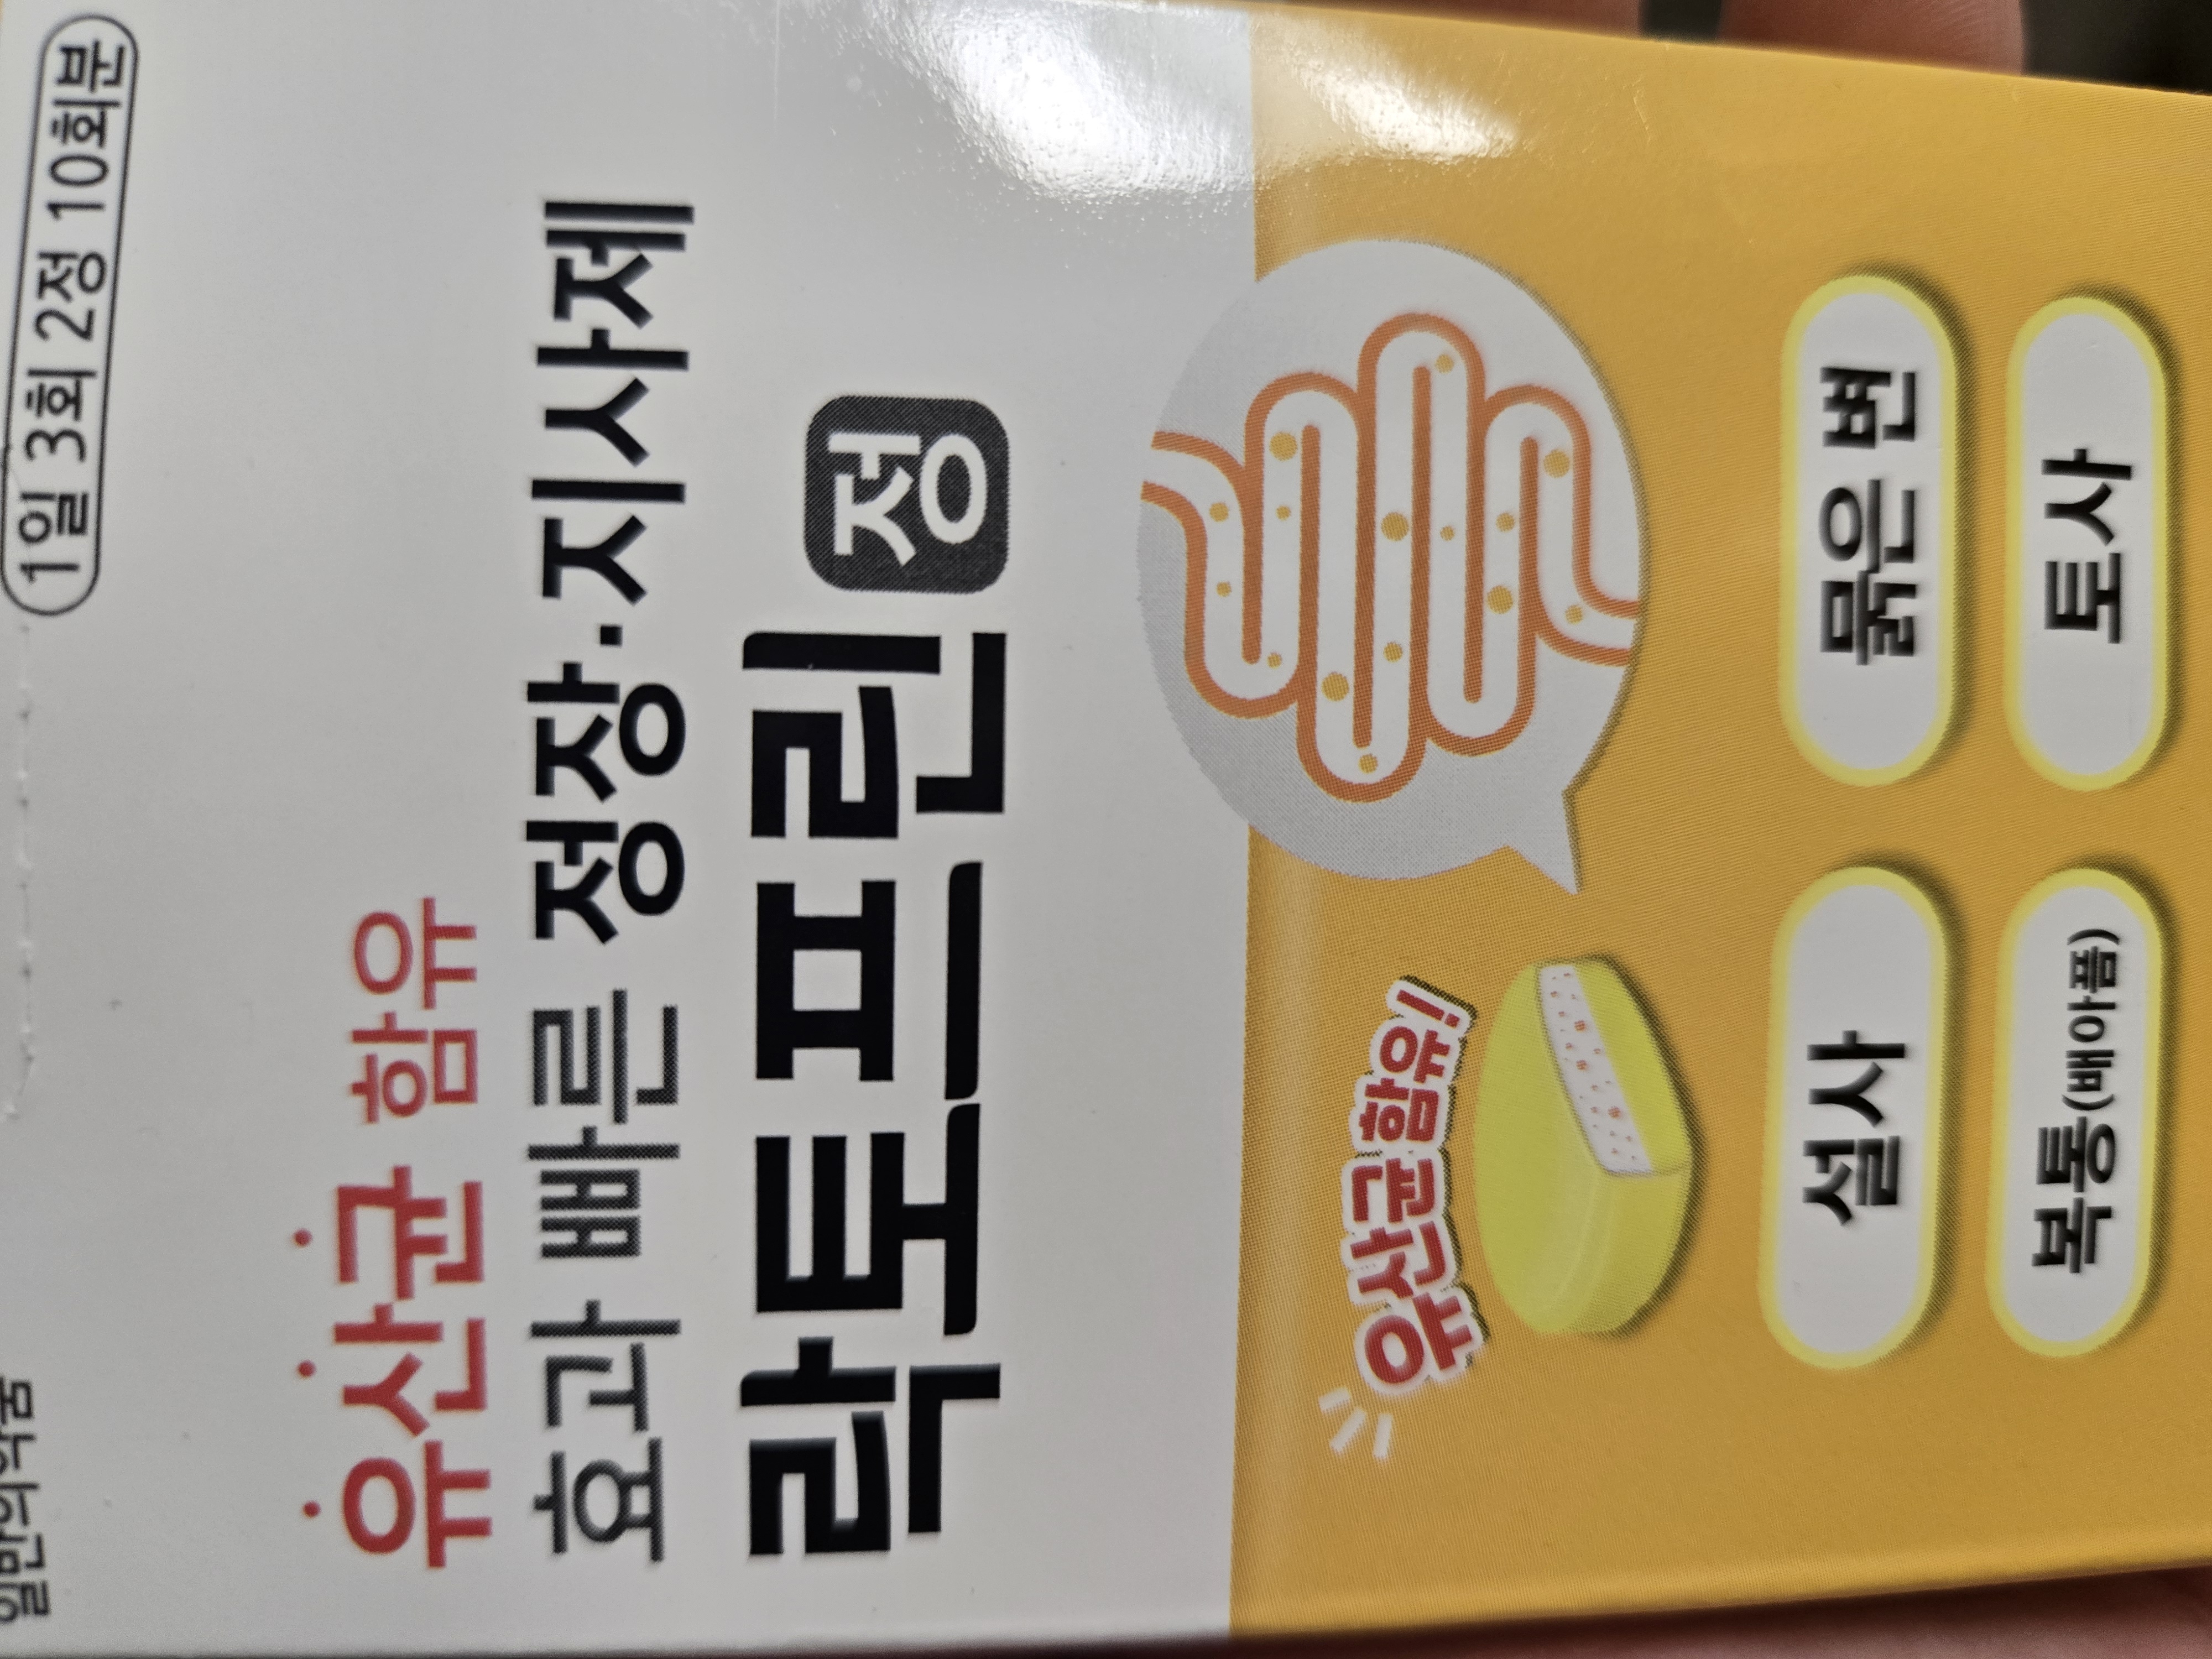 일반의약품
1일 3회 2정 10회분
유산균 함유
효과 빠른 정장·지사제
락토프린 정
유산균 함유!
설사
묽은 변
복통(배아픔)
토사